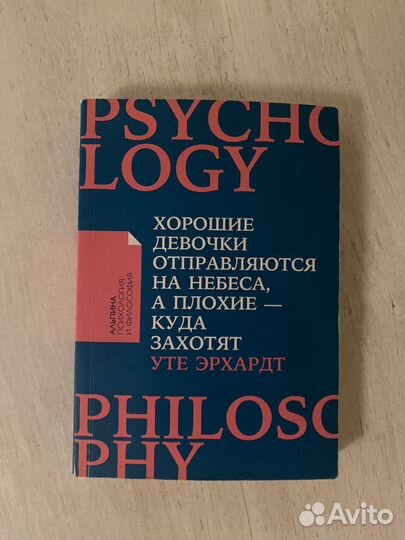 PSYCHO
LOGY
ХОРОШИЕ
ДЕВОЧКИ
ОТПРАВЛЯЮТСЯ
НА НЕБЕСА,
А ПЛОХИЕ —
КУДА
ЗАХОТЯТ
УТЕ ЭРХАРДТ
АЛЬПИНА
ПСИХОЛОГИЯ
И ФИЛОСОФИЯ
PHILOSO
PHY
Avito